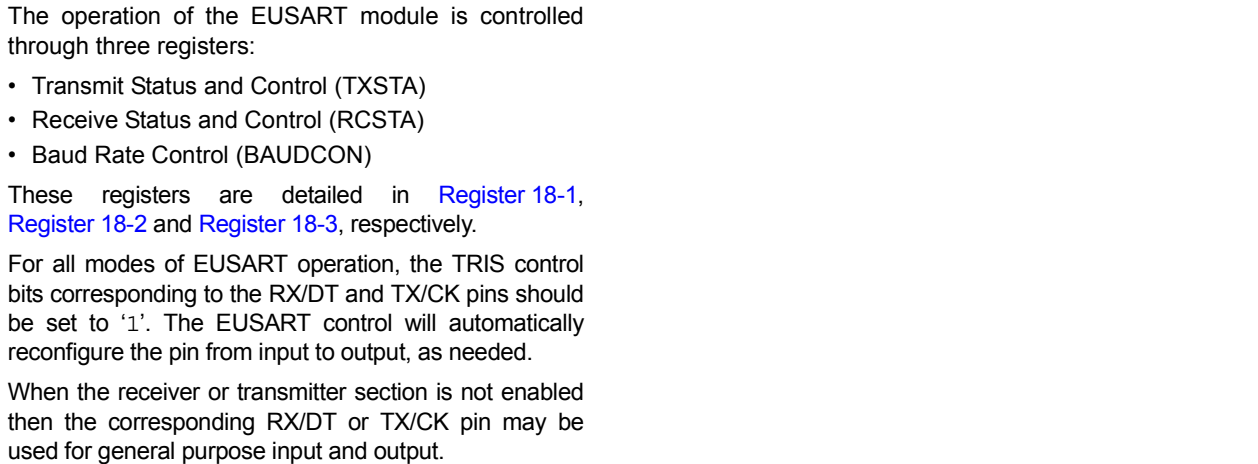 The operation of the EUSART module is controlled
through three registers:
• Transmit Status and Control (TXSTA)
• Receive Status and Control (RCSTA)
• Baud Rate Control (BAUDCON)
These registers are detailed in Register 18-1,
Register 18-2 and Register 18-3, respectively.
For all modes of EUSART operation, the TRIS control
bits corresponding to the RX/DT and TX/CK pins should
be set to ‘1’. The EUSART control will automatically
reconfigure the pin from input to output, as needed.
When the receiver or transmitter section is not enabled
then the corresponding RX/DT or TX/CK pin may be
used for general purpose input and output.